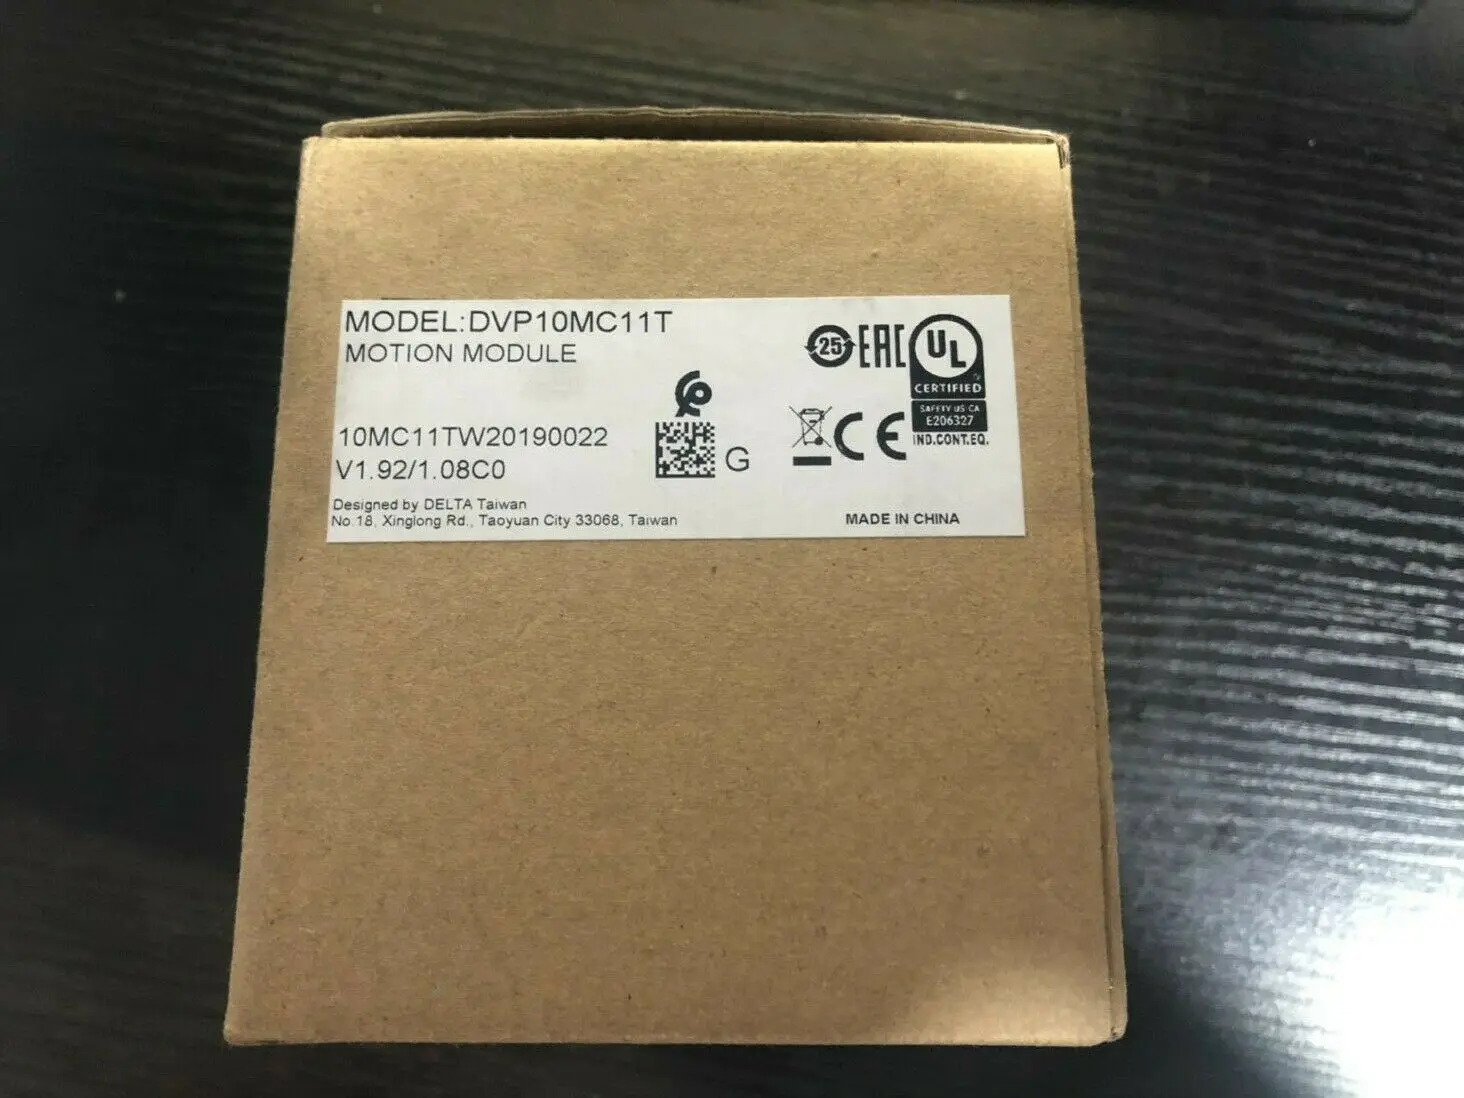 MODEL:DVP10MC11T
MOTION MODULE
25 EAC UL
CERTIFIED
SAFETY US CA
E206327
IND.CONT.EQ.
CE
10MC11TW20190022
V1.92/1.08C0
G
Designed by DELTA Taiwan
No.18, Xinglong Rd., Taoyuan City 33068, Taiwan
MADE IN CHINA